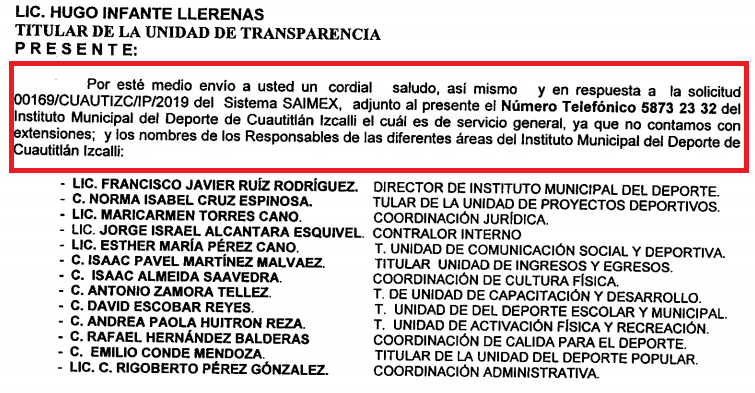 LIC. HUGO INFANTE LLERENAS
TITULAR DE LA UNIDAD DE TRANSPARENCIA
P R E S E N T E:
Por esté medio envío a usted un cordial saludo, así mismo y en respuesta a la solicitud
00169/CUAUTIZC/IP/2019 del Sistema SAIMEX, adjunto al presente el Número Telefónico 5873 23 32 del
Instituto Municipal del Deporte de Cuautitlán Izcalli el cuál es de servicio general, ya que no contamos con
extensiones; y los nombres de los Responsables de las diferentes áreas del Instituto Municipal del Deporte de
Cuautitlán Izcalli:
- LIC. FRANCISCO JAVIER RUÍZ RODRÍGUEZ. DIRECTOR DE INSTITUTO MUNICIPAL DEL DEPORTE.
- C. NORMA ISABEL CRUZ ESPINOSA. TULAR DE LA UNIDAD DE PROYECTOS DEPORTIVOS.
- LIC. MARICARMEN TORRES CANO. COORDINACIÓN JURÍDICA.
- LIC. JORGE ISRAEL ALCANTARA ESQUIVEL. CONTRALOR INTERNO
- LIC. ESTHER MARÍA PÉREZ CANO. T. UNIDAD DE COMUNICACIÓN SOCIAL Y DEPORTIVA.
- C. ISAAC PAVEL MARTÍNEZ MALVAEZ. TITULAR UNIDAD DE INGRESOS Y EGRESOS.
- C. ISAAC ALMEIDA SAAVEDRA. COORDINACIÓN DE CULTURA FÍSICA.
- C. ANTONIO ZAMORA TELLEZ. T. DE UNIDAD DE CAPACITACIÓN Y DESARROLLO.
- C. DAVID ESCOBAR REYES. T. UNIDAD DE DEL DEPORTE ESCOLAR Y MUNICIPAL.
- C. ANDREA PAOLA HUITRON REZA. T. UNIDAD DE ACTIVACIÓN FÍSICA Y RECREACIÓN.
- C. RAFAEL HERNÁNDEZ BALDERAS COORDINACIÓN DE CALIDA PARA EL DEPORTE.
- C. EMILIO CONDE MENDOZA. TITULAR DE LA UNIDAD DEL DEPORTE POPULAR.
- LIC. C. RIGOBERTO PÉREZ GÓNZALEZ. COORDINACIÓN ADMINISTRATIVA.